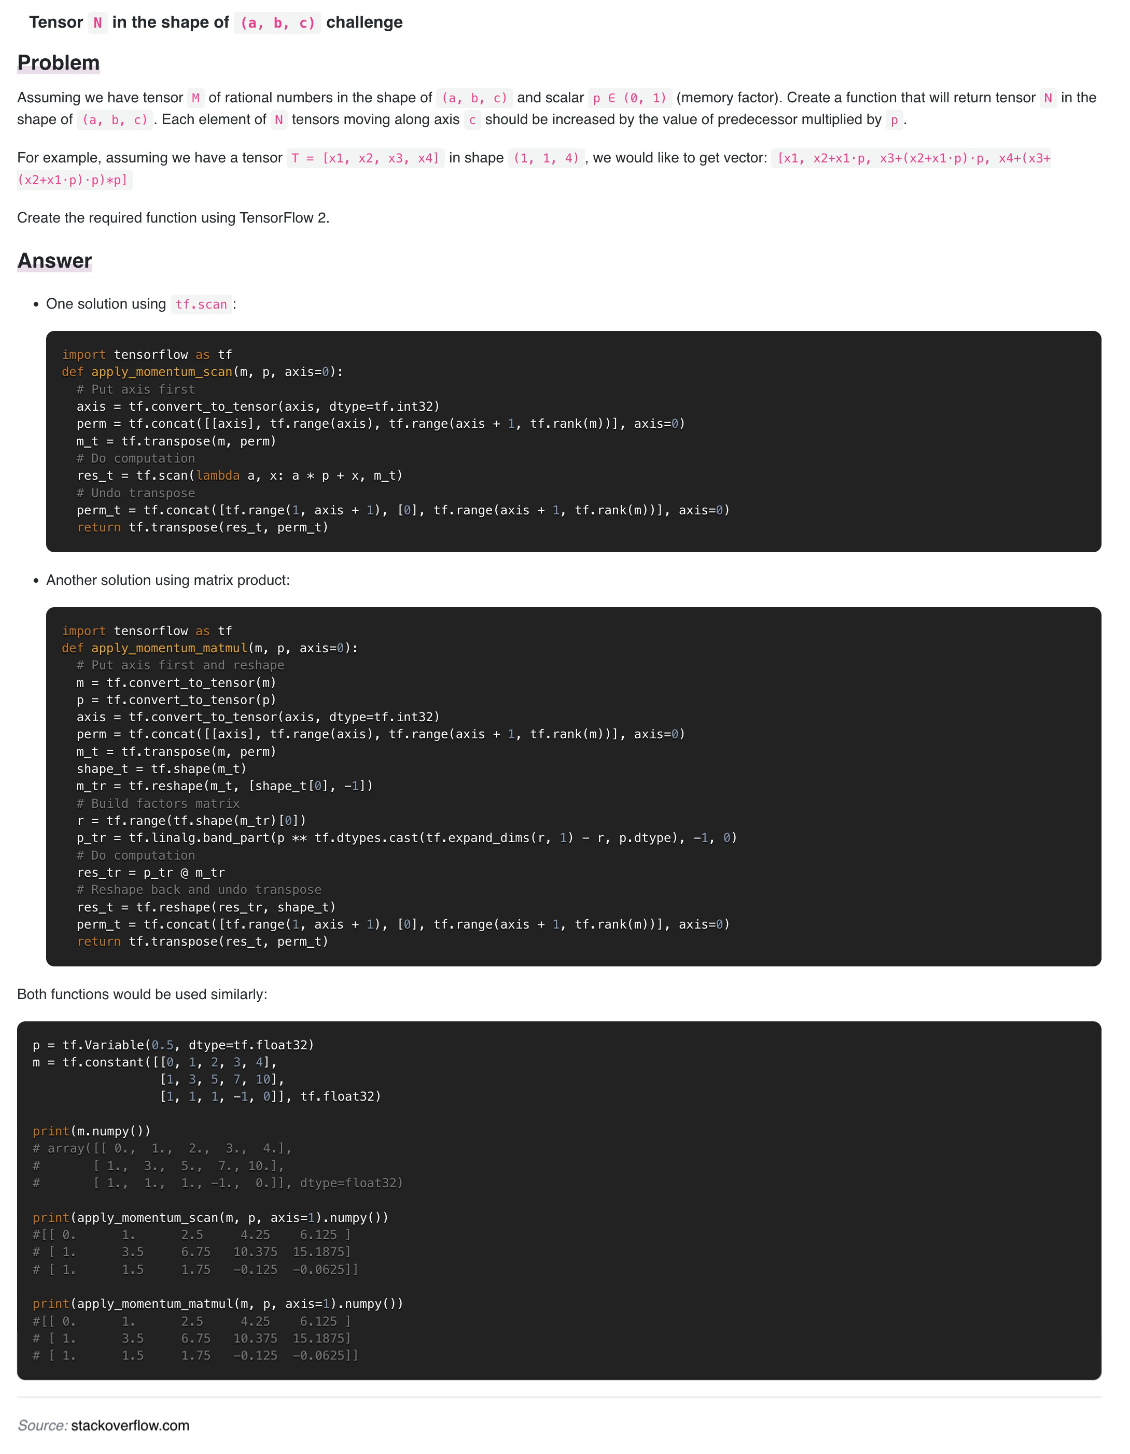 Tensor N in the shape of (a, b, c) challenge
Problem
Assuming we have tensor M of rational numbers in the shape of (a, b, c) and scalar p ∈ (0, 1) (memory factor). Create a function that will return tensor N in the
shape of (a, b, c). Each element of N tensors moving along axis c should be increased by the value of predecessor multiplied by p.
For example, assuming we have a tensor T = [x1, x2, x3, x4] in shape (1, 1, 4), we would like to get vector: [x1, x2+x1·p, x3+(x2+x1·p)·p, x4+(x3+
(x2+x1·p)·p)*p]
Create the required function using TensorFlow 2.
Answer
• One solution using tf.scan:
import tensorflow as tf
def apply_momentum_scan(m, p, axis=0):
  # Put axis first
  axis = tf.convert_to_tensor(axis, dtype=tf.int32)
  perm = tf.concat([[axis], tf.range(axis), tf.range(axis + 1, tf.rank(m))], axis=0)
  m_t = tf.transpose(m, perm)
  # Do computation
  res_t = tf.scan(lambda a, x: a * p + x, m_t)
  # Undo transpose
  perm_t = tf.concat([tf.range(1, axis + 1), [0], tf.range(axis + 1, tf.rank(m))], axis=0)
  return tf.transpose(res_t, perm_t)
• Another solution using matrix product:
import tensorflow as tf
def apply_momentum_matmul(m, p, axis=0):
  # Put axis first and reshape
  m = tf.convert_to_tensor(m)
  p = tf.convert_to_tensor(p)
  axis = tf.convert_to_tensor(axis, dtype=tf.int32)
  perm = tf.concat([[axis], tf.range(axis), tf.range(axis + 1, tf.rank(m))], axis=0)
  m_t = tf.transpose(m, perm)
  shape_t = tf.shape(m_t)
  m_tr = tf.reshape(m_t, [shape_t[0], -1])
  # Build factors matrix
  r = tf.range(tf.shape(m_tr)[0])
  p_tr = tf.linalg.band_part(p ** tf.dtypes.cast(tf.expand_dims(r, 1) - r, p.dtype), -1, 0)
  # Do computation
  res_tr = p_tr @ m_tr
  # Reshape back and undo transpose
  res_t = tf.reshape(res_tr, shape_t)
  perm_t = tf.concat([tf.range(1, axis + 1), [0], tf.range(axis + 1, tf.rank(m))], axis=0)
  return tf.transpose(res_t, perm_t)
Both functions would be used similarly:
p = tf.Variable(0.5, dtype=tf.float32)
m = tf.constant([[0, 1, 2, 3, 4],
                 [1, 3, 5, 7, 10],
                 [1, 1, 1, -1, 0]], tf.float32)
print(m.numpy())
# array([[ 0.,  1.,  2.,  3.,  4.],
#       [ 1.,  3.,  5.,  7., 10.],
#       [ 1.,  1.,  1., -1.,  0.]], dtype=float32)
print(apply_momentum_scan(m, p, axis=1).numpy())
#[[ 0.      1.      2.5     4.25    6.125 ]
# [ 1.      3.5     6.75   10.375  15.1875]
# [ 1.      1.5     1.75   -0.125  -0.0625]]
print(apply_momentum_matmul(m, p, axis=1).numpy())
#[[ 0.      1.      2.5     4.25    6.125 ]
# [ 1.      3.5     6.75   10.375  15.1875]
# [ 1.      1.5     1.75   -0.125  -0.0625]]
Source: stackoverflow.com